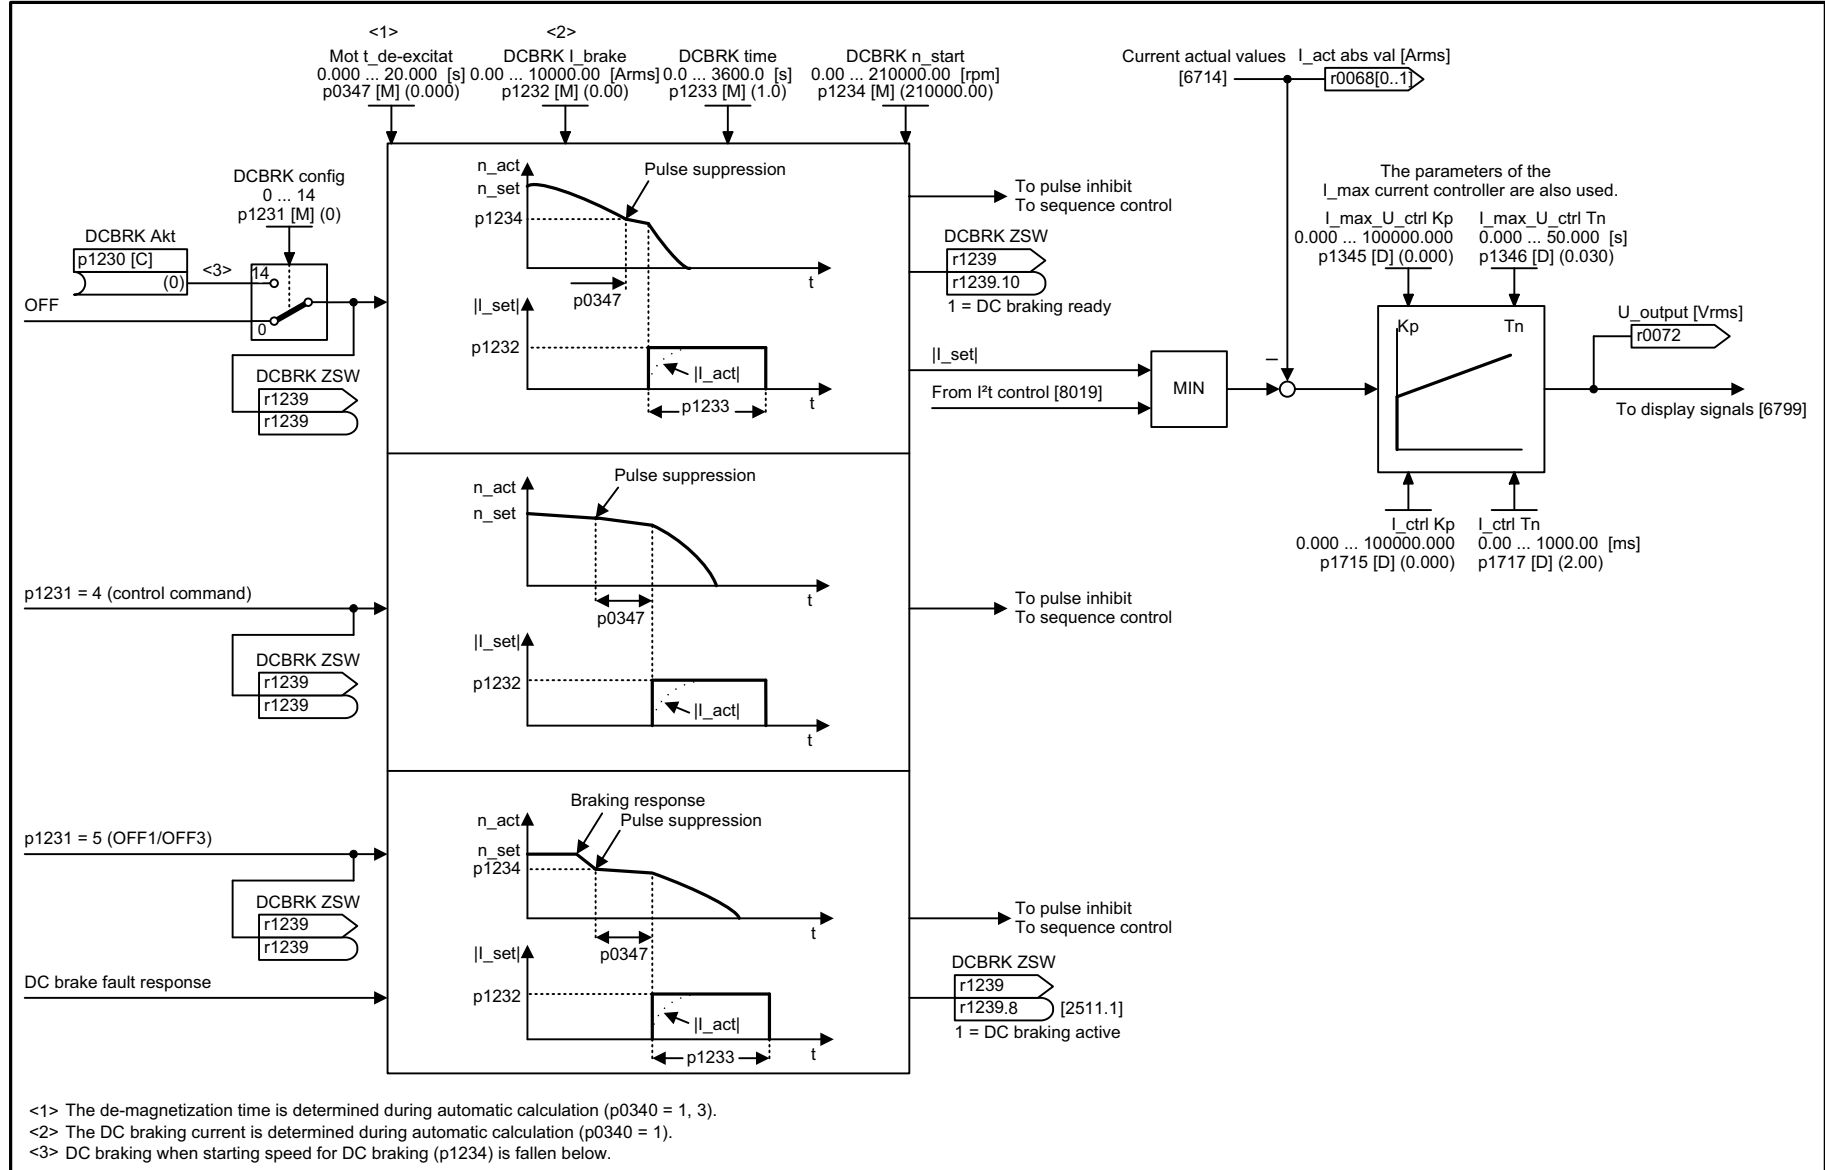 <1>
Mot t_de-excitat
0.000 ... 20.000 [s]
p0347 [M] (0.000)
<2>
DCBRK I_brake
0.00 ... 10000.00 [Arms]
p1232 [M] (0.00)
DCBRK time
0.0 ... 3600.0 [s]
p1233 [M] (1.0)
DCBRK n_start
0.00 ... 210000.00 [rpm]
p1234 [M] (210000.00)
Current actual values
[6714]
I_act abs val [Arms]
r0068[0..1]
DCBRK config
0 ... 14
p1231 [M] (0)
DCBRK Akt
p1230 [C]
(0)
<3>
14
0
OFF
DCBRK ZSW
r1239
r1239
n_act
n_set
p1234
Pulse suppression
t
p0347
|I_set|
p1232
|I_act|
t
p1233
To pulse inhibit
To sequence control
DCBRK ZSW
r1239
r1239.10
1 = DC braking ready
|I_set|
From I²t control [8019]
MIN
–
The parameters of the
I_max current controller are also used.
I_max_U_ctrl Kp
0.000 ... 100000.000
p1345 [D] (0.000)
I_max_U_ctrl Tn
0.000 ... 50.000 [s]
p1346 [D] (0.030)
Kp
Tn
U_output [Vrms]
r0072
To display signals [6799]
I_ctrl Kp
0.000 ... 100000.000
p1715 [D] (0.000)
I_ctrl Tn
0.00 ... 1000.00 [ms]
p1717 [D] (2.00)
p1231 = 4 (control command)
DCBRK ZSW
r1239
r1239
n_act
n_set
Pulse suppression
t
p0347
|I_set|
p1232
|I_act|
t
To pulse inhibit
To sequence control
p1231 = 5 (OFF1/OFF3)
DCBRK ZSW
r1239
r1239
DC brake fault response
Braking response
Pulse suppression
n_act
n_set
p1234
t
p0347
|I_set|
p1232
|I_act|
t
p1233
To pulse inhibit
To sequence control
DCBRK ZSW
r1239
r1239.8
[2511.1]
1 = DC braking active
<1> The de-magnetization time is determined during automatic calculation (p0340 = 1, 3).
<2> The DC braking current is determined during automatic calculation (p0340 = 1).
<3> DC braking when starting speed for DC braking (p1234) is fallen below.